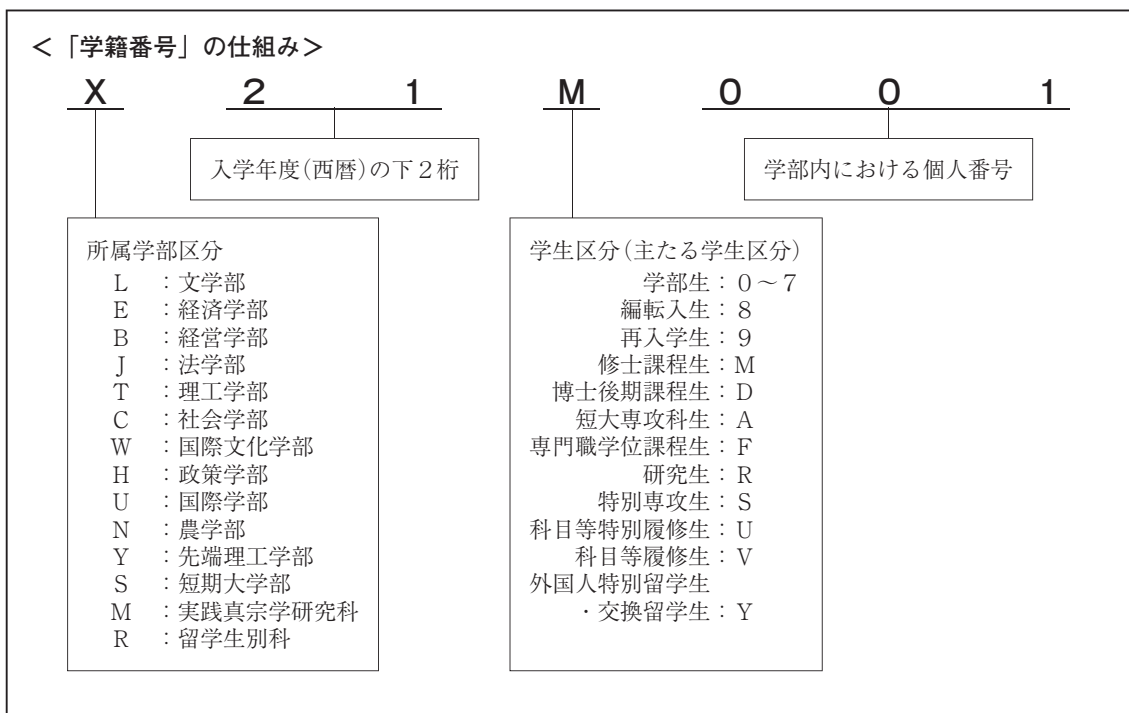 ＜「学籍番号」の仕組み＞
X 2 1 M 0 0 1
入学年度(西暦)の下２桁
学部内における個人番号
所属学部区分
L ：文学部
E ：経済学部
B ：経営学部
J ：法学部
T ：理工学部
C ：社会学部
W ：国際文化学部
H ：政策学部
U ：国際学部
N ：農学部
Y ：先端理工学部
S ：短期大学部
M ：実践真宗学研究科
R ：留学生別科
学生区分(主たる学生区分)
学部生：０～７
編転入生：８
再入学生：９
修士課程生：M
博士後期課程生：D
短大専攻科生：A
専門職学位課程生：F
研究生：R
特別専攻生：S
科目等特別履修生：U
科目等履修生：V
外国人特別留学生
・交換留学生：Y